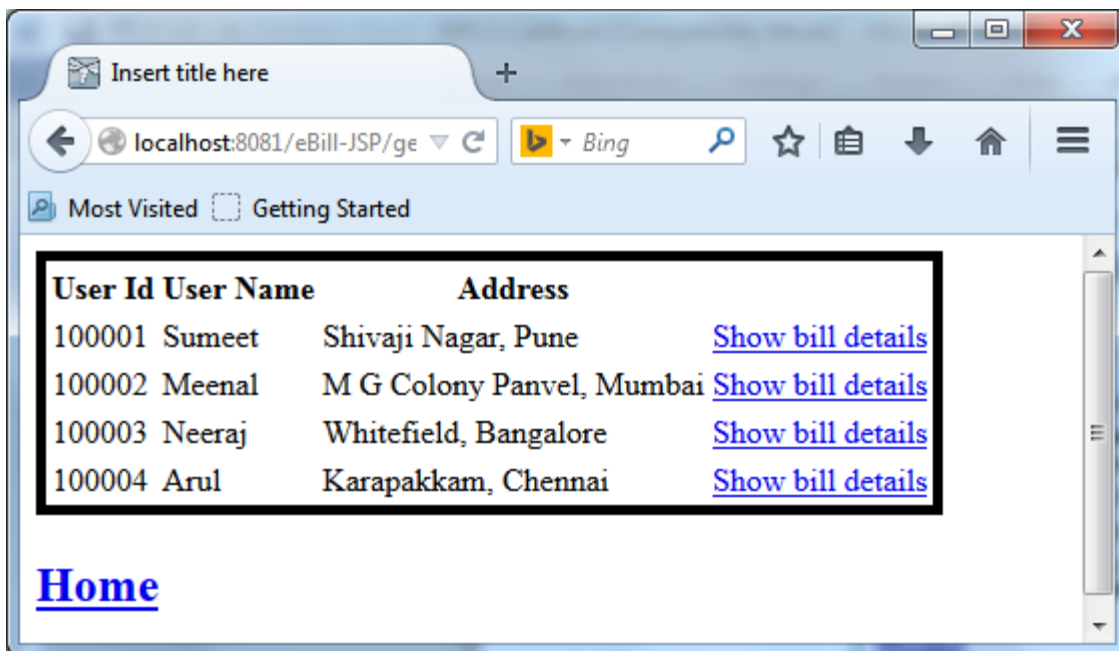 Insert title here
localhost:8081/eBill-JSP/ge Bing
Most Visited Getting Started
User Id User Name Address
100001 Sumeet Shivaji Nagar, Pune Show bill details
100002 Meenal M G Colony Panvel, Mumbai Show bill details
100003 Neeraj Whitefield, Bangalore Show bill details
100004 Arul Karapakkam, Chennai Show bill details
Home